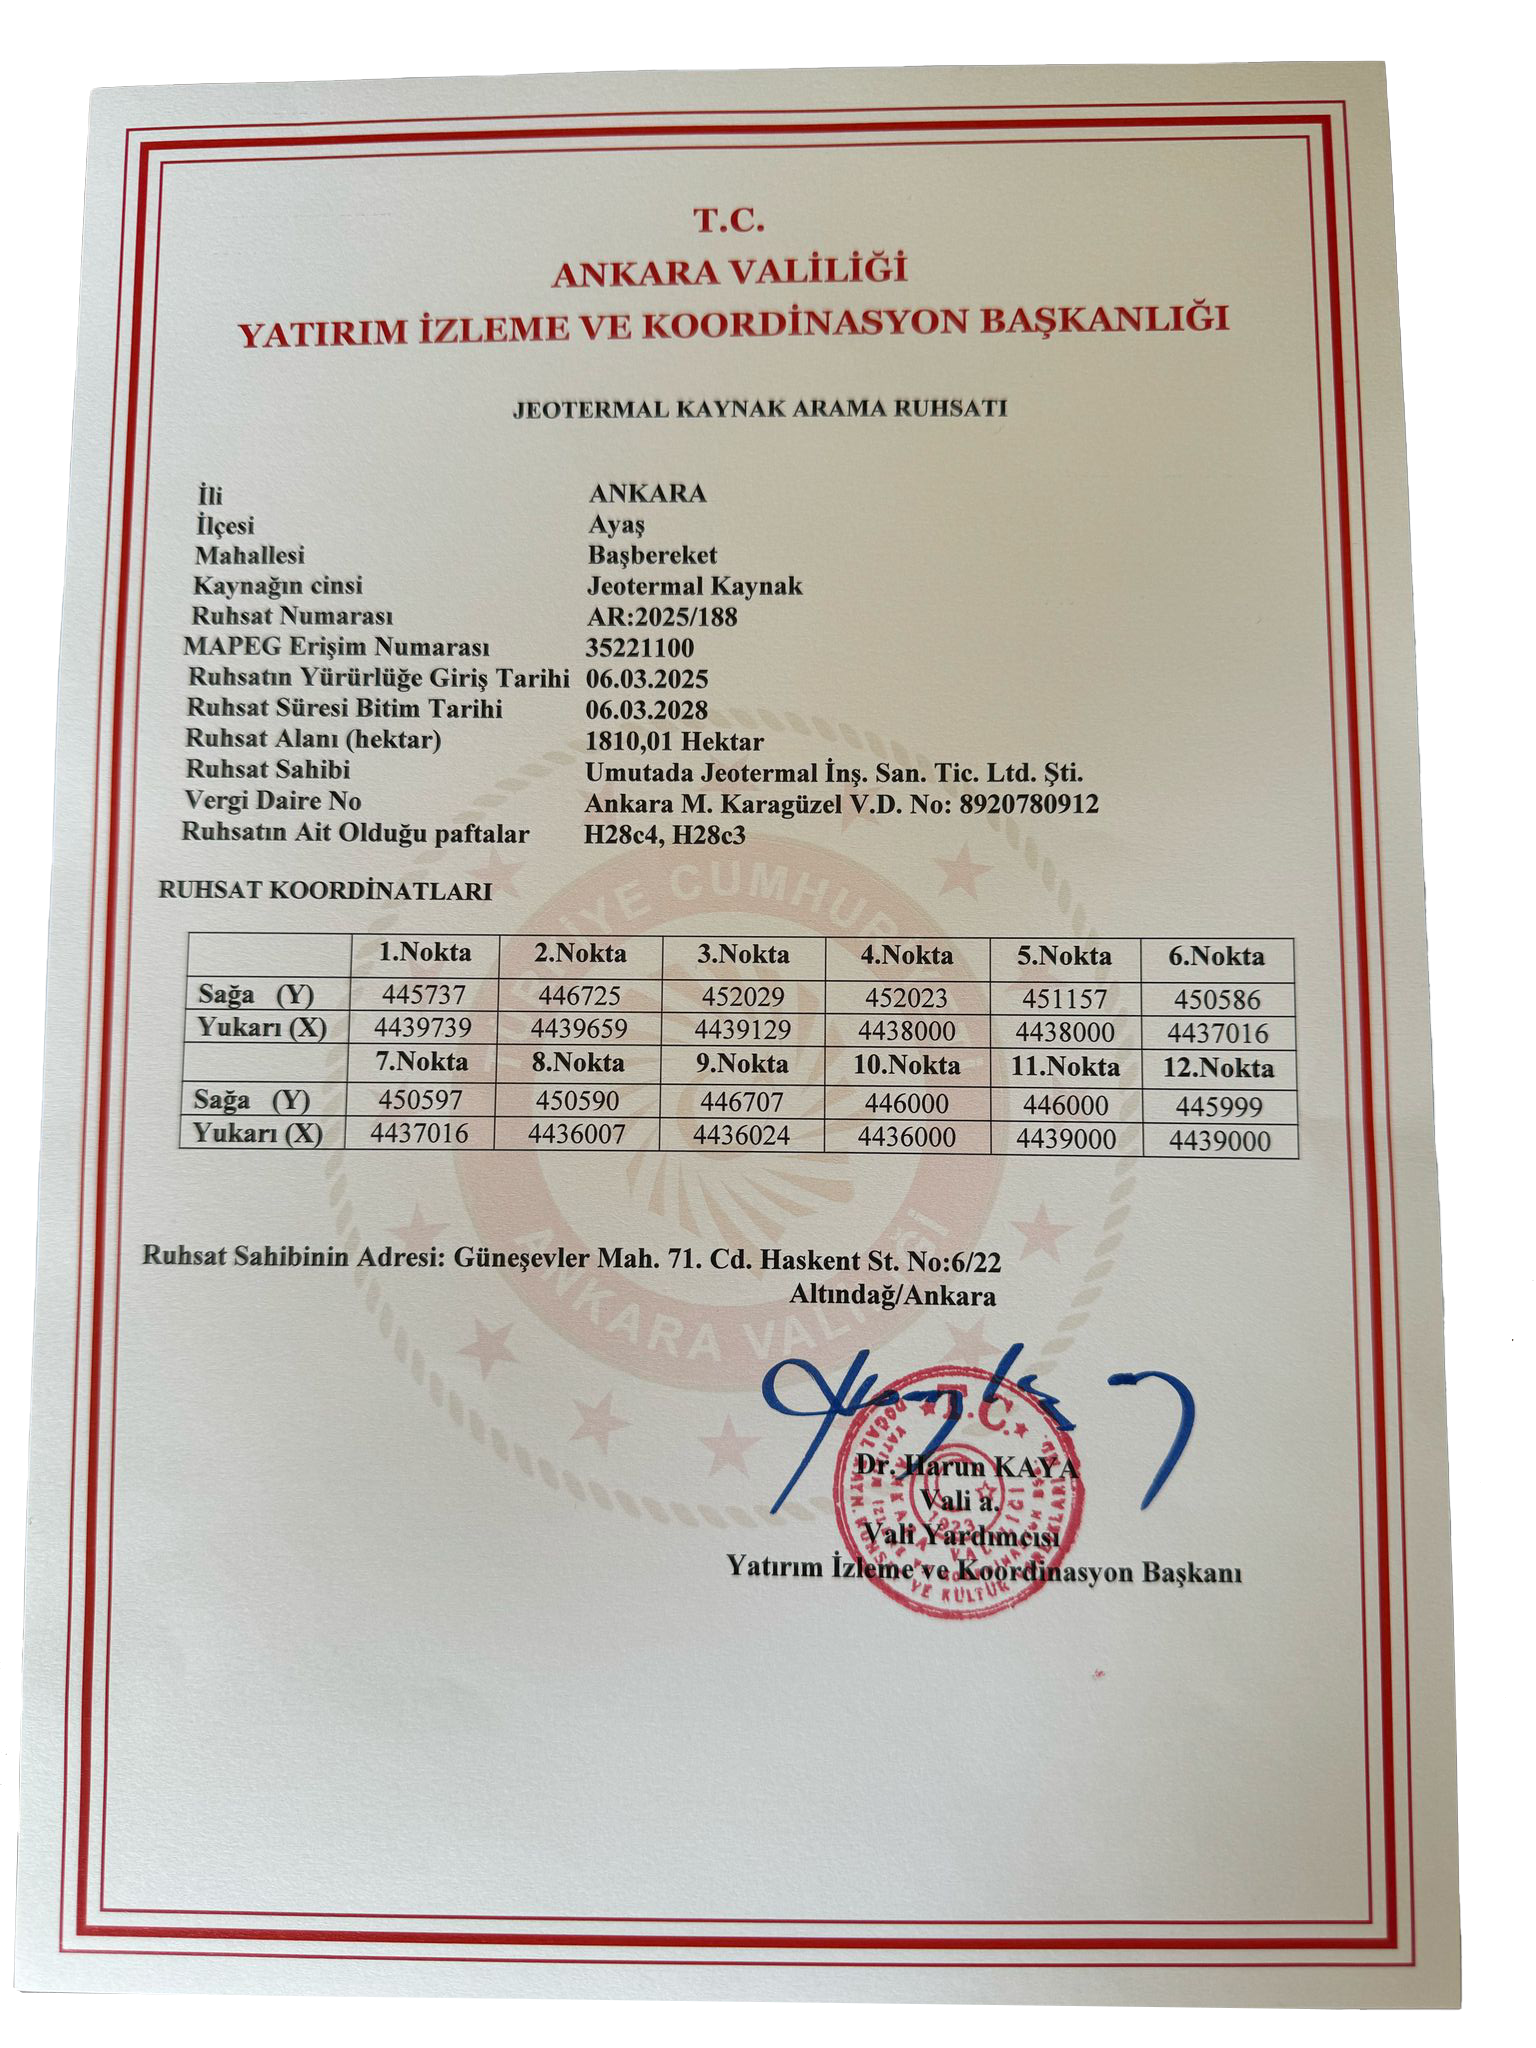 T.C.
ANKARA VALİLİĞİ
YATIRIM İZLEME VE KOORDİNASYON BAŞKANLIĞI
JEOTERMAL KAYNAK ARAMA RUHSATI
İli ANKARA
İlçesi Ayaş
Mahallesi Başbereket
Kaynağın cinsi Jeotermal Kaynak
Ruhsat Numarası AR:2025/188
MAPEG Erişim Numarası 35221100
Ruhsatın Yürürlüğe Giriş Tarihi 06.03.2025
Ruhsat Süresi Bitim Tarihi 06.03.2028
Ruhsat Alanı (hektar) 1810,01 Hektar
Ruhsat Sahibi Umutada Jeotermal İnş. San. Tic. Ltd. Şti.
Vergi Daire No Ankara M. Karagüzel V.D. No: 8920780912
Ruhsatın Ait Olduğu paftalar H28c4, H28c3
RUHSAT KOORDİNATLARI
1.Nokta 2.Nokta 3.Nokta 4.Nokta 5.Nokta 6.Nokta
Sağa (Y) 445737 446725 452029 452023 451157 450586
Yukarı (X) 4439739 4439659 4439129 4438000 4438000 4437016
7.Nokta 8.Nokta 9.Nokta 10.Nokta 11.Nokta 12.Nokta
Sağa (Y) 450597 450590 446707 446000 446000 445999
Yukarı (X) 4437016 4436007 4436024 4436000 4439000 4439000
Ruhsat Sahibinin Adresi: Güneşevler Mah. 71. Cd. Haskent St. No:6/22
Altındağ/Ankara
T.C.
Dr. Harun KAYA
Vali a.
1923
Vali Yardımcısı
Yatırım İzleme ve Koordinasyon Başkanı
ANKARA VALİLİĞİ